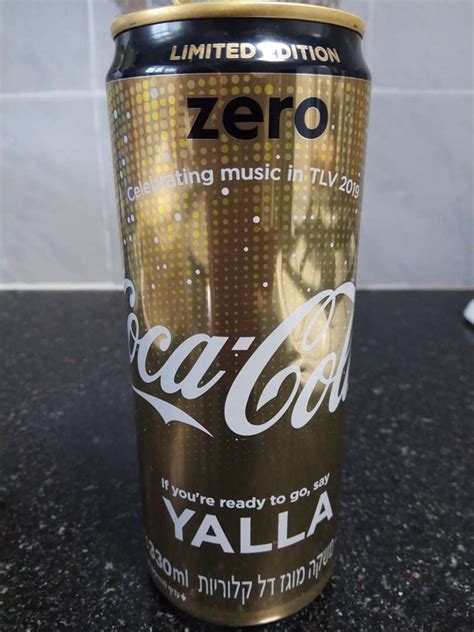 LIMITED EDITION
zero
Celebrating music in TLV 2019
Coca-Cola
If you're ready to go, say
YALLA
330ml משקה מוגז דל קלוריות